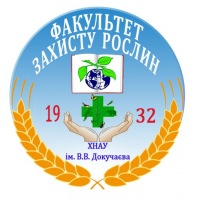 ФАКУЛЬТЕТ
ЗАХИСТУ РОСЛИН
19 32
ХНАУ
ім. В.В. Докучаєва